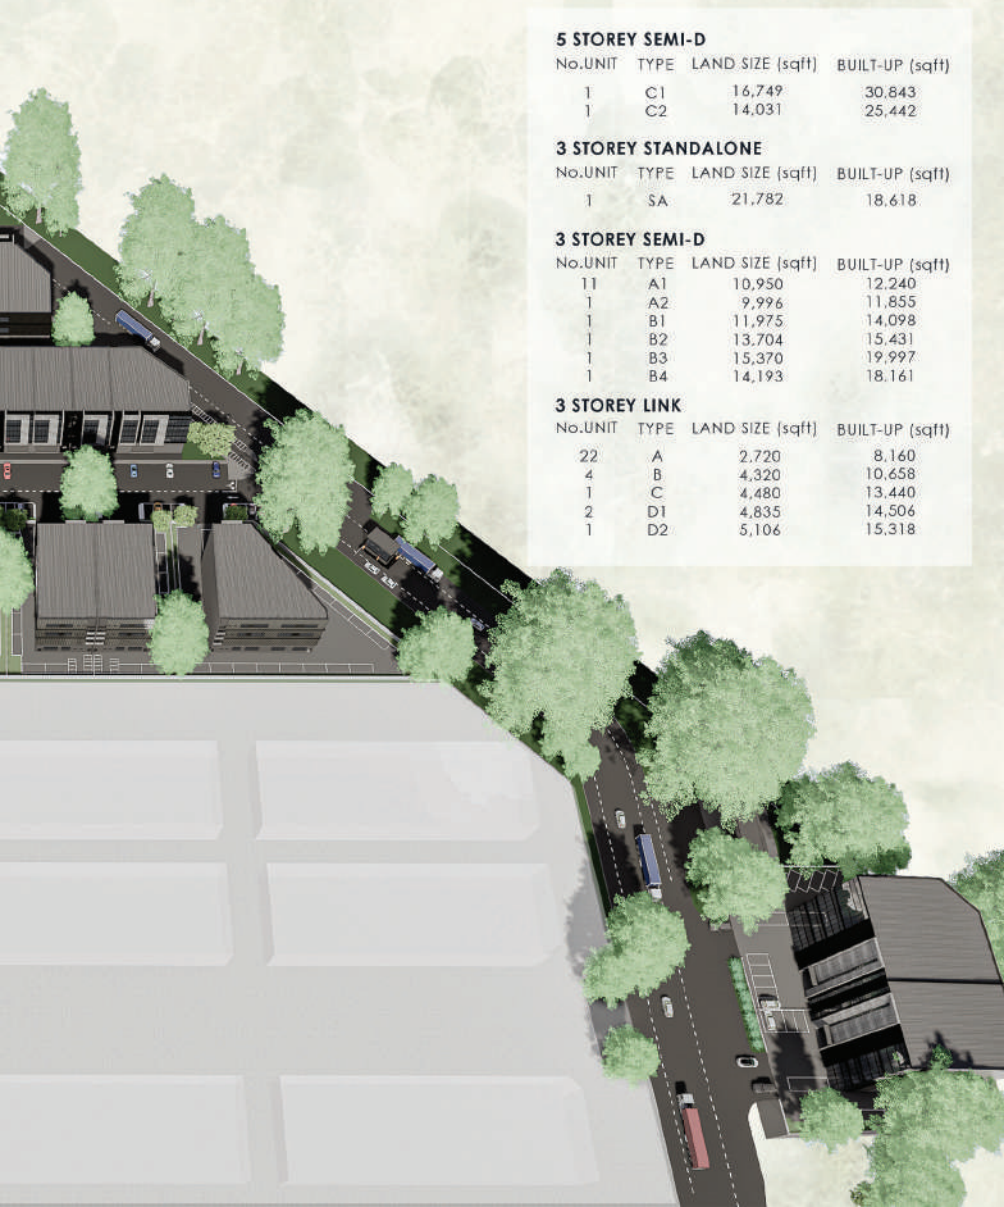 5 STOREY SEMI-D
No.UNIT TYPE LAND SIZE (sqft) BUILT-UP (sqft)
1 C1 16,749 30,843
1 C2 14,031 25,442
3 STOREY STANDALONE
No.UNIT TYPE LAND SIZE (sqft) BUILT-UP (sqft)
1 SA 21,782 18,618
3 STOREY SEMI-D
No.UNIT TYPE LAND SIZE (sqft) BUILT-UP (sqft)
11 A1 10,950 12,240
1 A2 9,996 11,855
1 B1 11,975 14,098
1 B2 13,704 15,431
1 B3 15,370 19,997
1 B4 14,193 18,161
3 STOREY LINK
No.UNIT TYPE LAND SIZE (sqft) BUILT-UP (sqft)
22 A 2,720 8,160
4 B 4,320 10,658
1 C 4,480 13,440
2 D1 4,835 14,506
1 D2 5,106 15,318